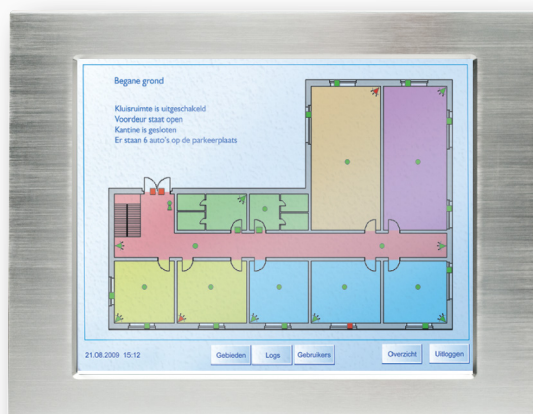 Begane grond
Kluisruimte is uitgeschakeld
Voordeur staat open
Kantine is gesloten
Er staan 6 auto's op de parkeerplaats
21.08.2009 15:12
Gebieden
Logs
Gebruikers
Overzicht
Uitloggen